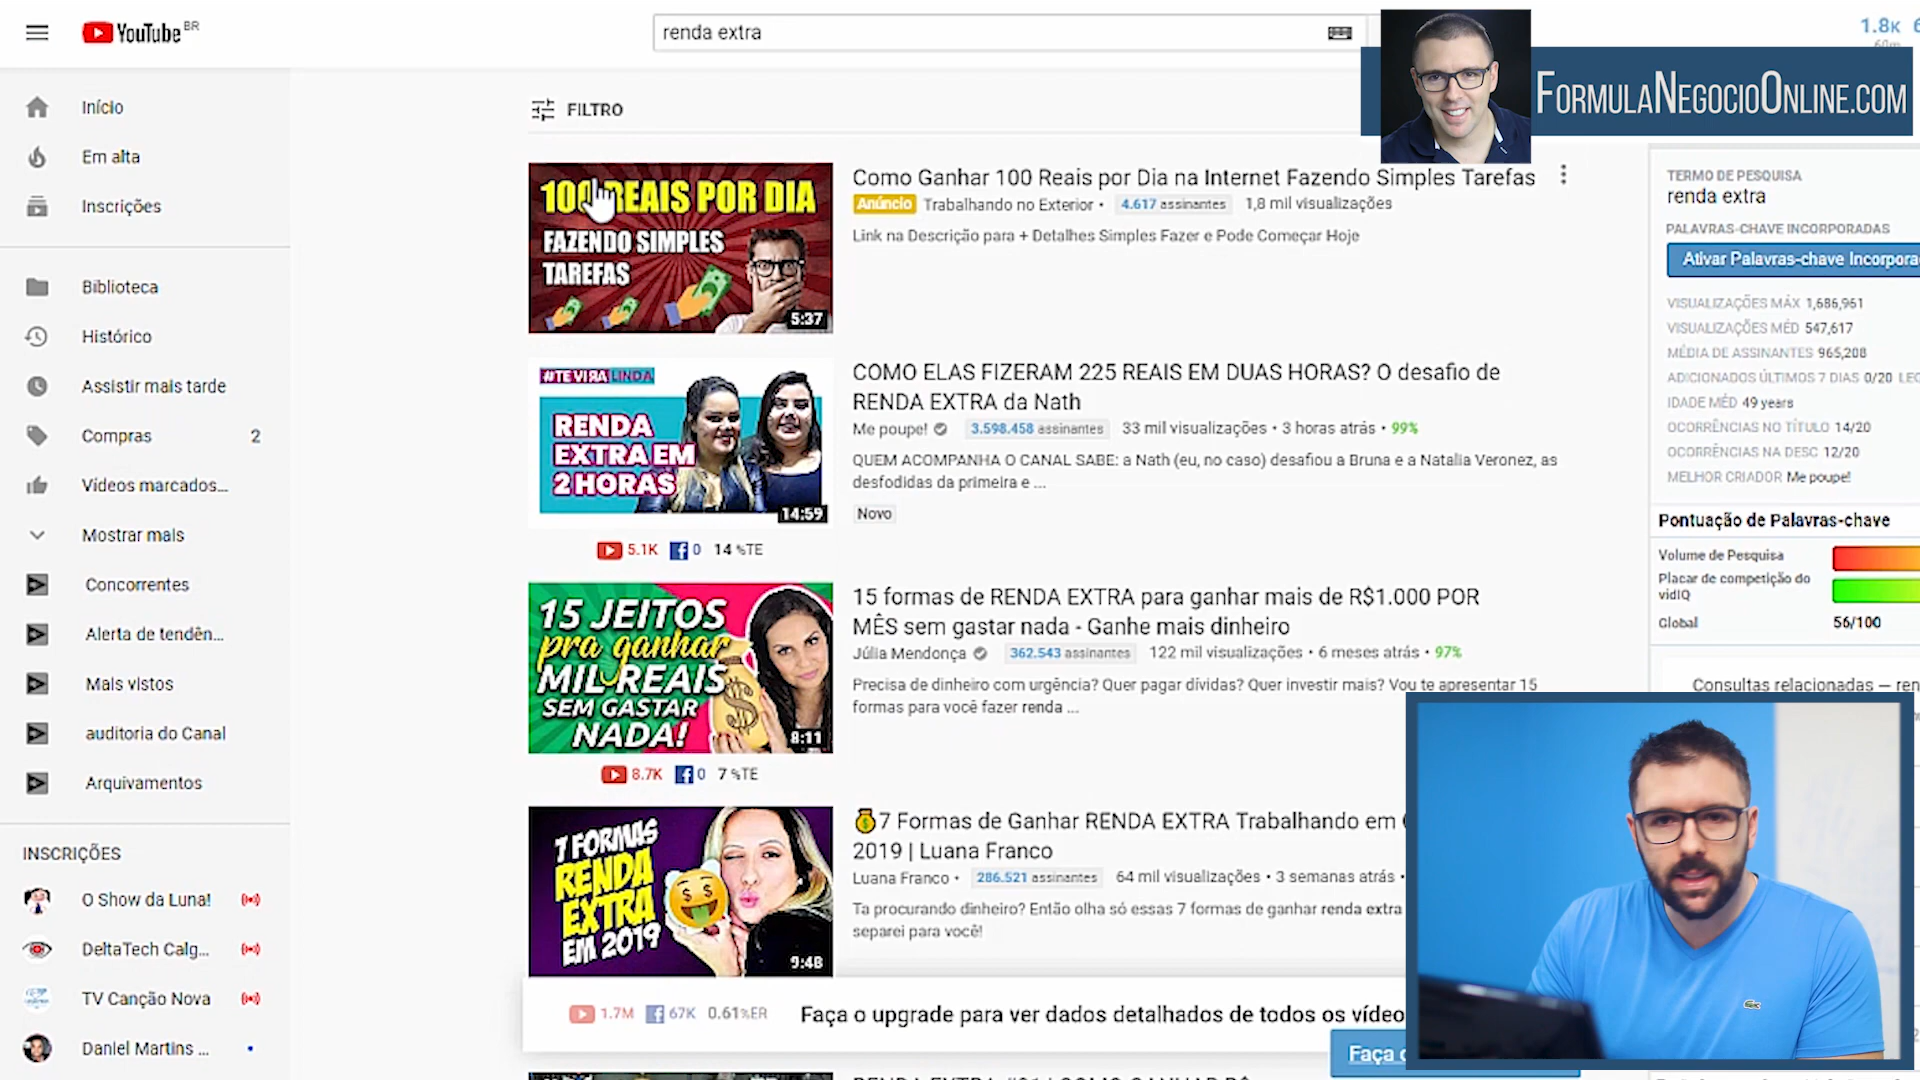 YouTube BR
renda extra
1.8K
60m
FORMULANEGOCIOONLINE.COM
Início
Em alta
Inscrições
Biblioteca
Histórico
Assistir mais tarde
Compras 2
Vídeos marcados...
Mostrar mais
Concorrentes
Alerta de tendên...
Mais vistos
auditoria do Canal
Arquivamentos
INSCRIÇÕES
O Show da Luna!
DeltaTech Calg...
TV Canção Nova
Daniel Martins ...
FILTRO
100 REAIS POR DIA
FAZENDO SIMPLES
TAREFAS
5:37
Como Ganhar 100 Reais por Dia na Internet Fazendo Simples Tarefas
Anúncio Trabalhando no Exterior • 4.617 assinantes 1,8 mil visualizações
Link na Descrição para + Detalhes Simples Fazer e Pode Começar Hoje
#TEVIRALINDA
RENDA
EXTRA EM
2 HORAS
14:59
COMO ELAS FIZERAM 225 REAIS EM DUAS HORAS? O desafio de
RENDA EXTRA da Nath
Me poupe! 3.598.458 assinantes 33 mil visualizações • 3 horas atrás • 99%
QUEM ACOMPANHA O CANAL SABE: a Nath (eu, no caso) desafiou a Bruna e a Natalia Veronez, as
desfodidas da primeira e ...
Novo
5.1K 0 14 %TE
15 JEITOS
pra ganhar
MIL REAIS
SEM GASTAR
NADA!
8:11
15 formas de RENDA EXTRA para ganhar mais de R$1.000 POR
MÊS sem gastar nada - Ganhe mais dinheiro
Júlia Mendonça 362.543 assinantes 122 mil visualizações • 6 meses atrás • 97%
Precisa de dinheiro com urgência? Quer pagar dívidas? Quer investir mais? Vou te apresentar 15
formas para você fazer renda ...
8.7K 0 7 %TE
7 FORMAS
RENDA
EXTRA
EM 2019
9:48
7 Formas de Ganhar RENDA EXTRA Trabalhando em
2019 | Luana Franco
Luana Franco • 286.521 assinantes 64 mil visualizações • 3 semanas atrás •
Ta procurando dinheiro? Então olha só essas 7 formas de ganhar renda extra
separei para você!
1.7M 67K 0.61%ER
Faça o upgrade para ver dados detalhados de todos os vídeo
Faça
TERMO DE PESQUISA
renda extra
PALAVRAS-CHAVE INCORPORADAS
Ativar Palavras-chave Incorpora
VISUALIZAÇÕES MÁX 1,686,961
VISUALIZAÇÕES MÉD 547,617
MÉDIA DE ASSINANTES 965,208
ADICIONADOS ÚLTIMOS 7 DIAS 0/20 LEG
IDADE MÉD 49 years
OCORRÊNCIAS NO TÍTULO 14/20
OCORRÊNCIAS NA DESC 12/20
MELHOR CRIADOR Me poupe!
Pontuação de Palavras-chave
Volume de Pesquisa
Placar de competição do
vidIQ
Global 56/100
Consultas relacionadas — ren